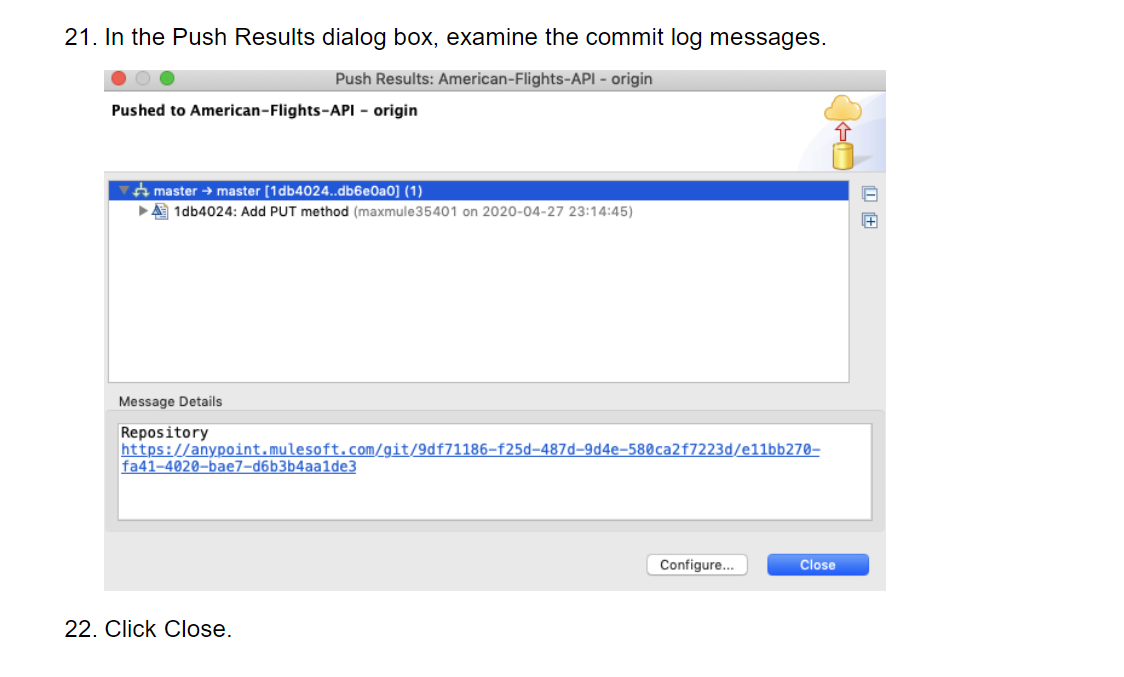 21. In the Push Results dialog box, examine the commit log messages.
Push Results: American-Flights-API - origin
Pushed to American-Flights-API - origin
master → master [1db4024..db6e0a0] (1)
1db4024: Add PUT method (maxmule35401 on 2020-04-27 23:14:45)
Message Details
Repository
https://anypoint.mulesoft.com/git/9df71186-f25d-487d-9d4e-580ca2f7223d/e11bb270-
fa41-4020-bae7-d6b3b4aa1de3
Configure...
Close
22. Click Close.